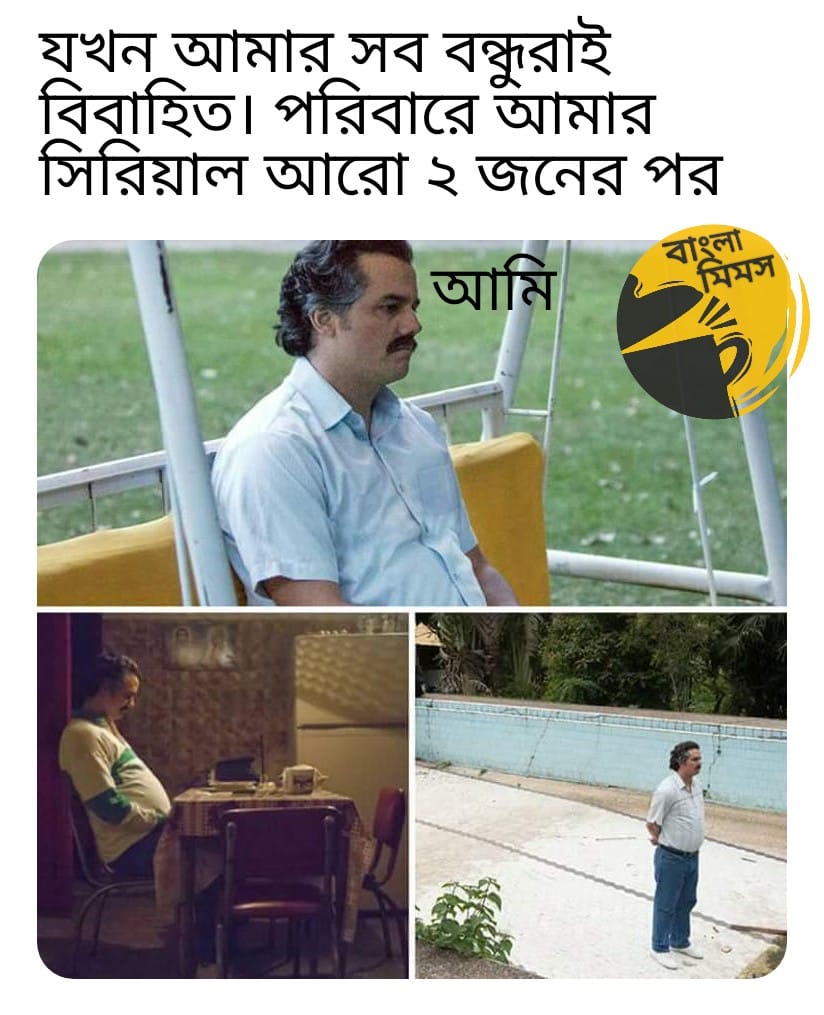 যখন আমার সব বন্ধুরাই
বিবাহিত। পরিবারে আমার
সিরিয়াল আরো ২ জনের পর
আমি
বাংলা
মিমস